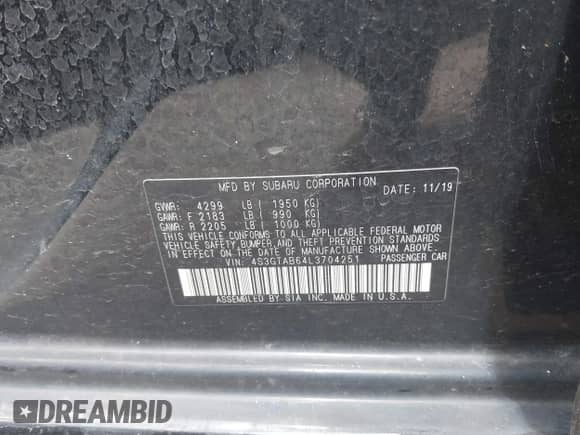 MFD BY SUBARU CORPORATION
DATE: 11/19
GVWR: 4299 LB ( 1950 KG)
GAWR: F 2183 LB ( 990 KG)
GAWR: R 2205 LB ( 1000 KG)
THIS VEHICLE CONFORMS TO ALL APPLICABLE FEDERAL MOTOR
VEHICLE SAFETY, BUMPER, AND THEFT PREVENTION STANDARDS
IN EFFECT ON THE DATE OF MANUFACTURE SHOWN ABOVE.
VIN: 4S3GTAB64L3704251 PASSENGER CAR
ASSEMBLED BY SIA INC. MADE IN U.S.A.
DREAMBID